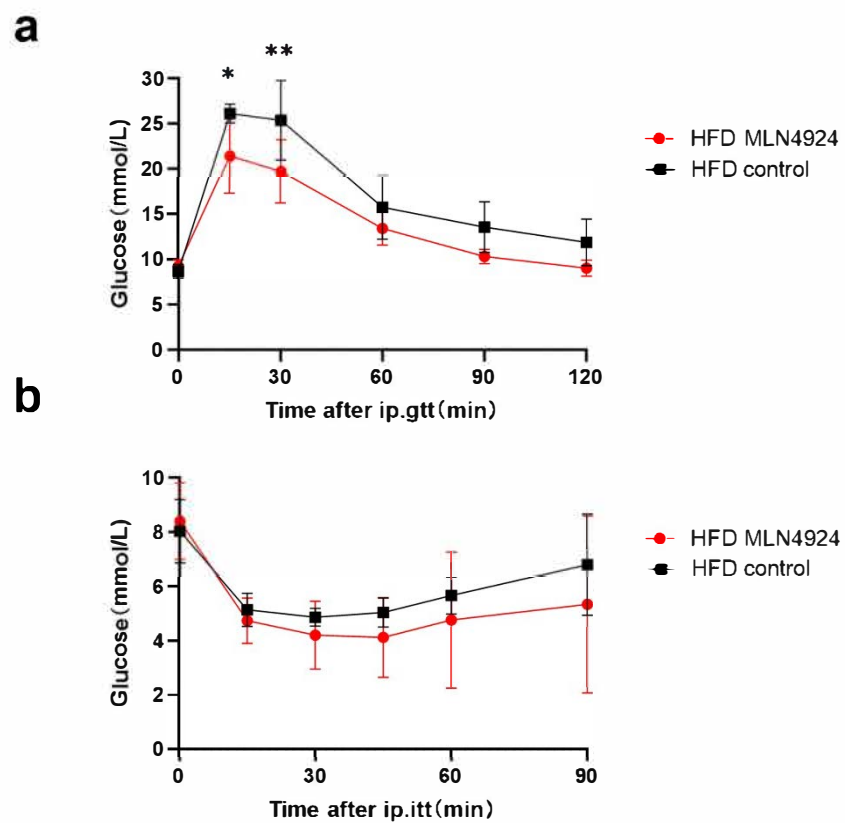 a
* **
30
25
20
15
10
5
0
Glucose(mmol/L)
0 30 60 90 120
Time after ip.gtt(min)
HFD MLN4924
HFD control
b
10
8
6
4
2
0
Glucose(mmol/L)
0 30 60 90
Time after ip.itt(min)
HFD MLN4924
HFD control